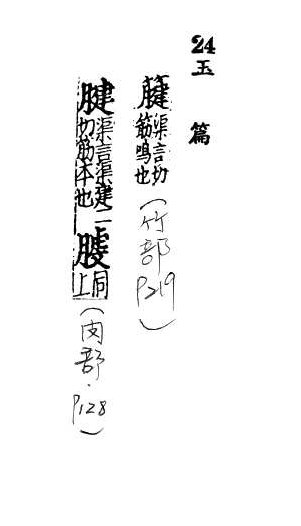 24
玉篇
渠言切
筋鳴也
(竹部
P219)
腱
渠言渠建二
切筋本也
同上
(肉部·
P128)